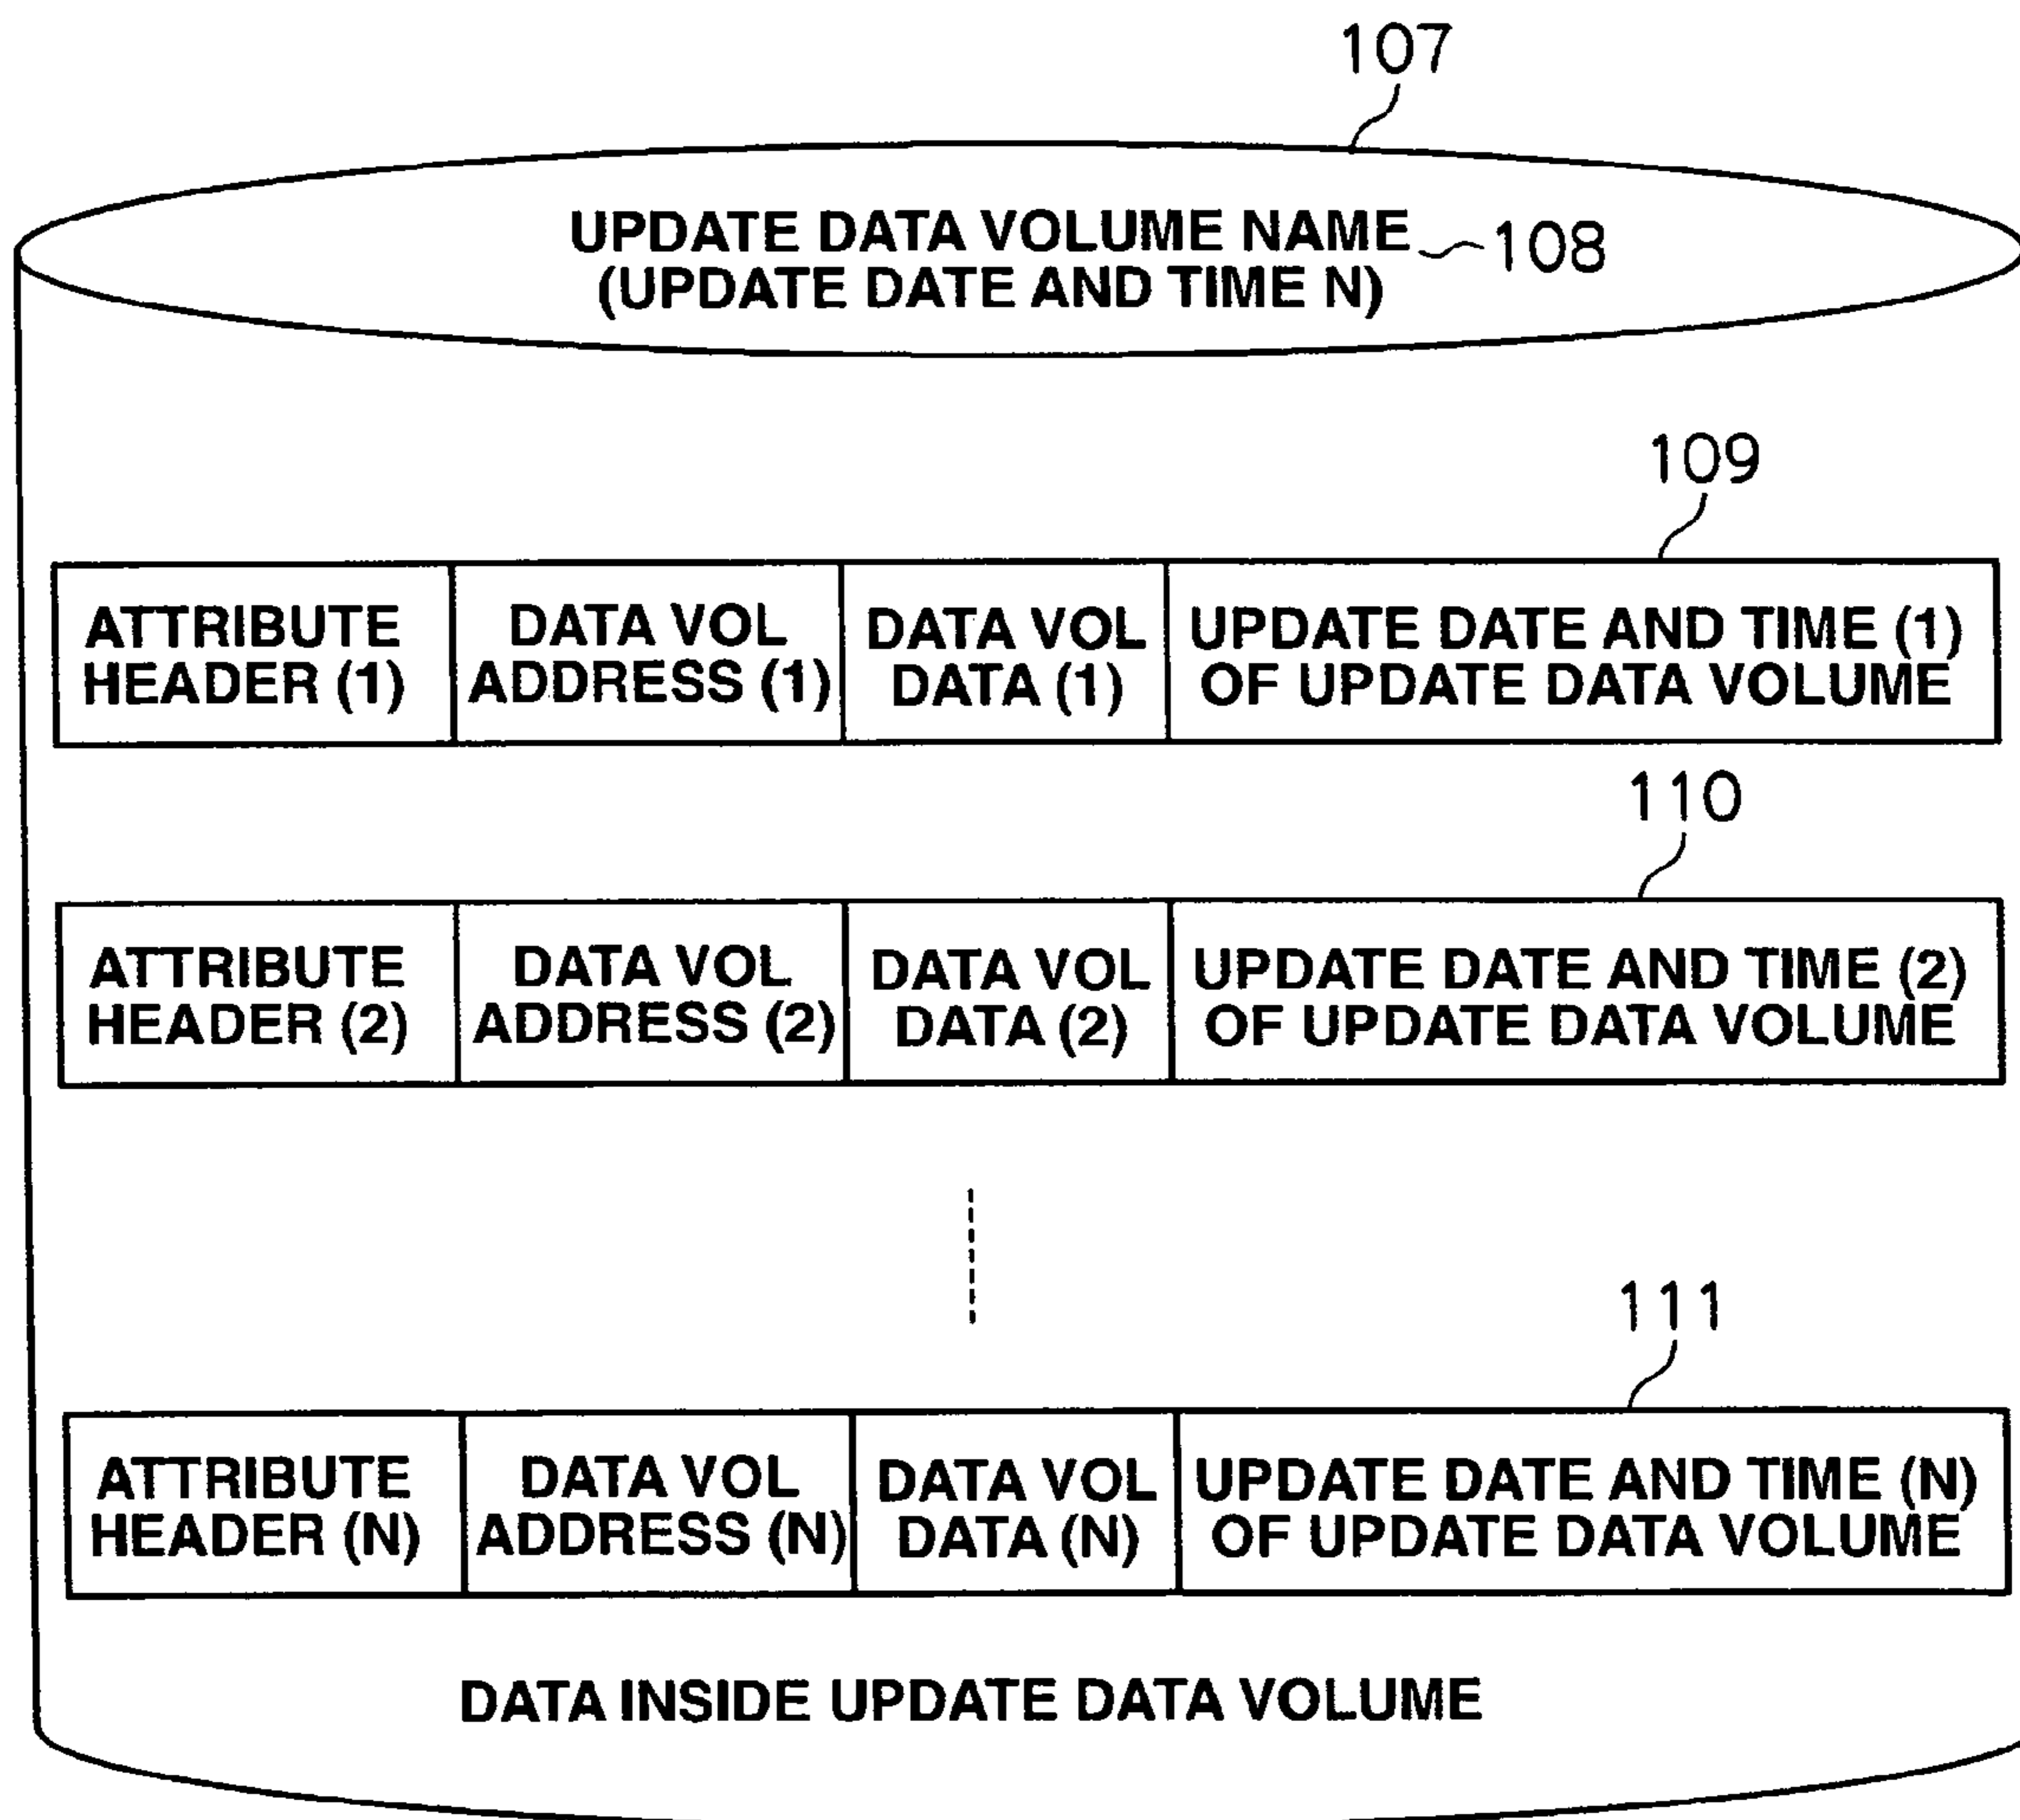 107
UPDATE DATA VOLUME NAME 108
(UPDATE DATE AND TIME N)
109
ATTRIBUTE HEADER (1)
DATA VOL ADDRESS (1)
DATA VOL DATA (1)
UPDATE DATE AND TIME (1) OF UPDATE DATA VOLUME
110
ATTRIBUTE HEADER (2)
DATA VOL ADDRESS (2)
DATA VOL DATA (2)
UPDATE DATE AND TIME (2) OF UPDATE DATA VOLUME
111
ATTRIBUTE HEADER (N)
DATA VOL ADDRESS (N)
DATA VOL DATA (N)
UPDATE DATE AND TIME (N) OF UPDATE DATA VOLUME
DATA INSIDE UPDATE DATA VOLUME